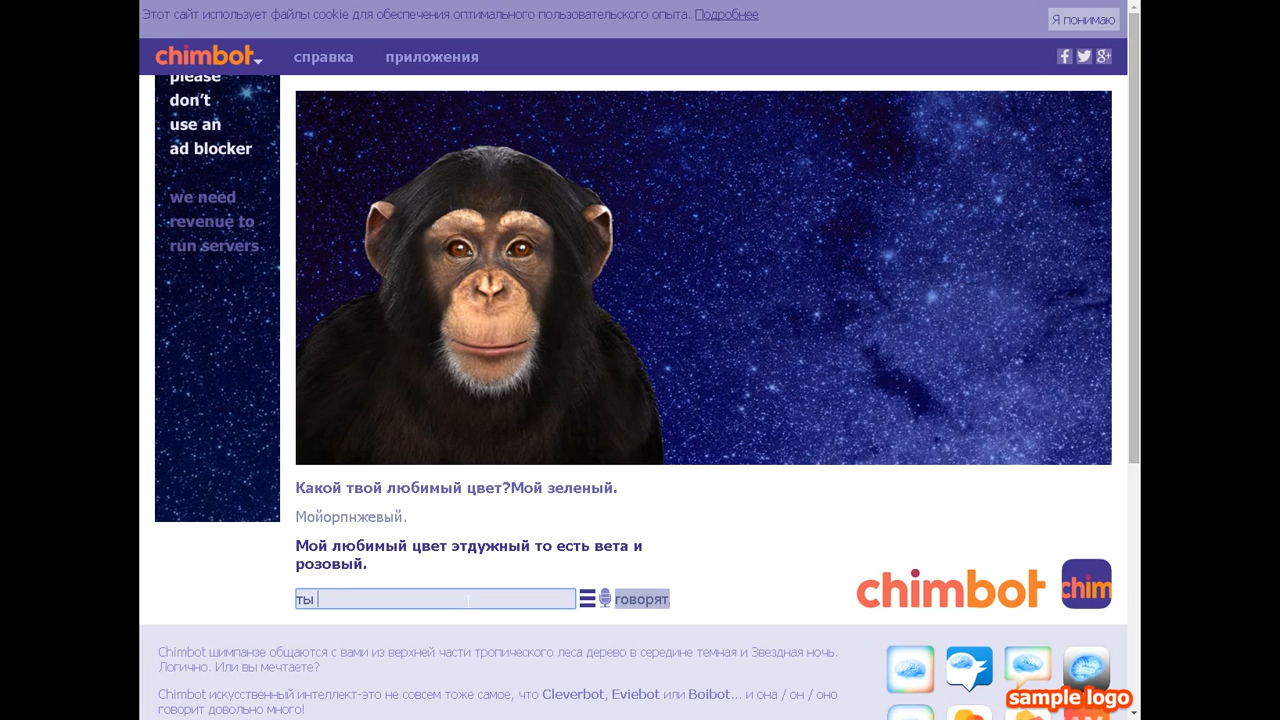 Этот сайт использует файлы cookie для обеспечения оптимального пользовательского опыта. Подробнее
Я понимаю
chimbot
справка
приложения
please
don't
use an
ad blocker
we need
revenue to
run servers
Какой твой любимый цвет?Мой зеленый.
Мойорпнжевый.
Мой любимый цвет этдужный то есть вета и
розовый.
ты
говорят
chimbot
chim
Chimbot шимпанзе общаются с вами из верхней части тропического леса дерево в середине темная и Звездная ночь.
Логично. Или вы мечтаете?
Chimbot искусственный интеллект-это не совсем тоже самое, что Cleverbot, Eviebot или Boibot... и она / он / оно
говорит довольно много!
sample logo